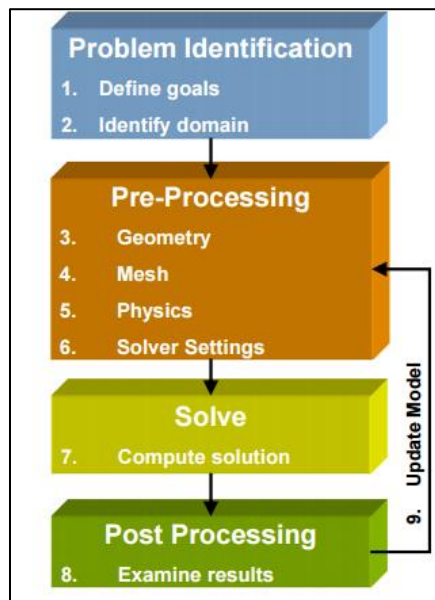 Problem Identification
1. Define goals
2. Identify domain
Pre-Processing
3. Geometry
4. Mesh
5. Physics
6. Solver Settings
Solve
7. Compute solution
Post Processing
8. Examine results
9. Update Model